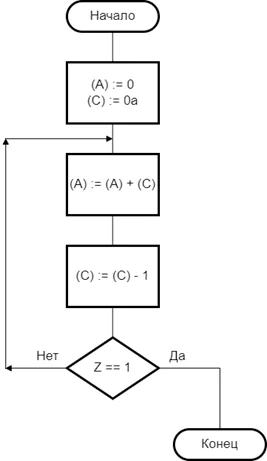 Начало
(A) := 0
(C) := 0a
(A) := (A) + (C)
(C) := (C) - 1
Нет
Z == 1
Да
Конец